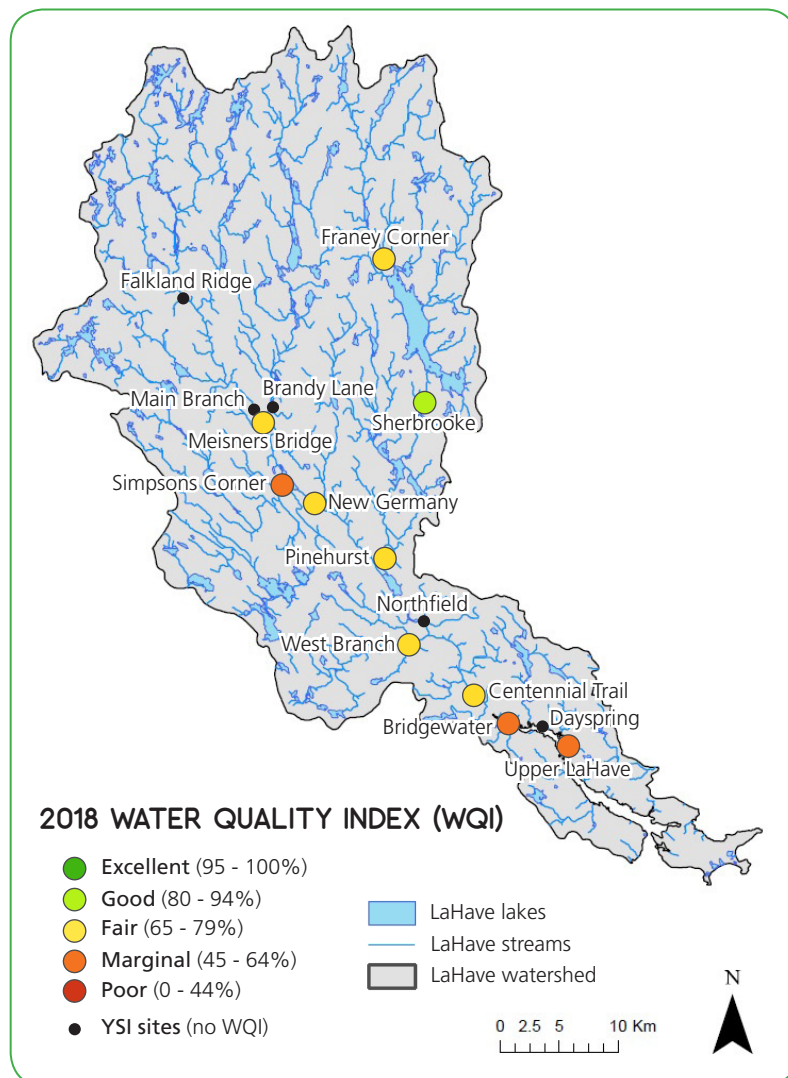 Franey Corner
Falkland Ridge
Brandy Lane
Main Branch
Sherbrooke
Meisners Bridge
Simpsons Corner
New Germany
Pinehurst
Northfield
West Branch
Centennial Trail
Dayspring
Bridgewater
Upper LaHave
2018 WATER QUALITY INDEX (WQI)
Excellent (95 - 100%)
Good (80 - 94%)
Fair (65 - 79%)
Marginal (45 - 64%)
Poor (0 - 44%)
YSI sites (no WQI)
LaHave lakes
LaHave streams
LaHave watershed
0 2.5 5 10 Km
N